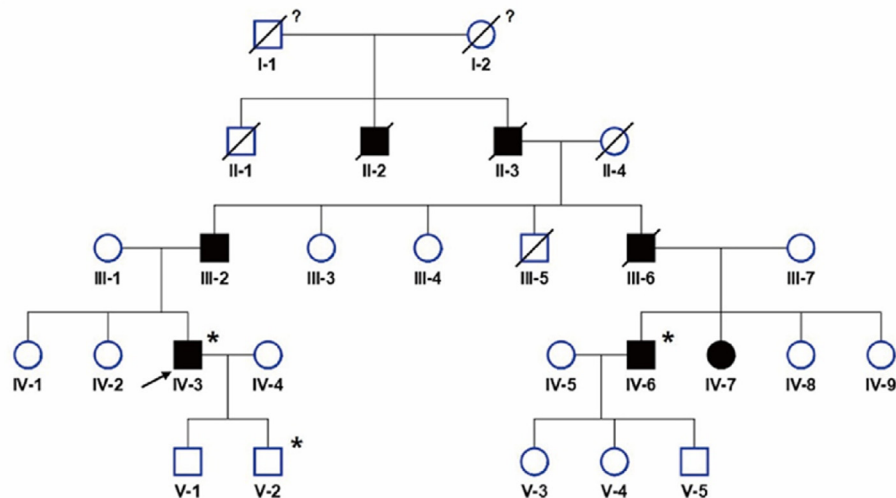 ? ?
I-1 I-2
II-1 II-2 II-3 II-4
III-1 III-2 III-3 III-4 III-5 III-6 III-7
* *
IV-1 IV-2 IV-3 IV-4 IV-5 IV-6 IV-7 IV-8 IV-9
*
V-1 V-2 V-3 V-4 V-5